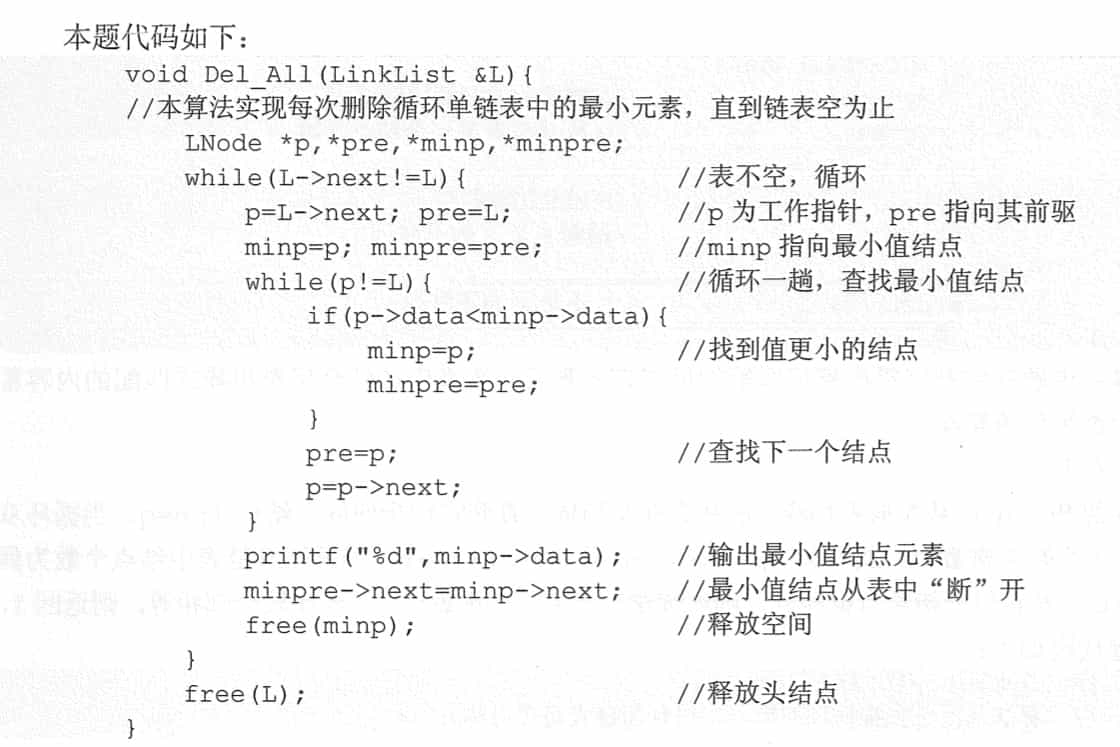 本题代码如下：
void Del_All(LinkList &L){
//本算法实现每次删除循环单链表中的最小元素，直到链表空为止
LNode *p,*pre,*minp,*minpre;
while(L->next!=L){ //表不空，循环
p=L->next; pre=L; //p 为工作指针，pre 指向其前驱
minp=p; minpre=pre; //minp 指向最小值结点
while(p!=L){ //循环一趟，查找最小值结点
if(p->data<minp->data){
minp=p; //找到值更小的结点
minpre=pre;
}
pre=p; //查找下一个结点
p=p->next;
}
printf("%d",minp->data); //输出最小值结点元素
minpre->next=minp->next; //最小值结点从表中“断”开
free(minp); //释放空间
}
free(L); //释放头结点
}